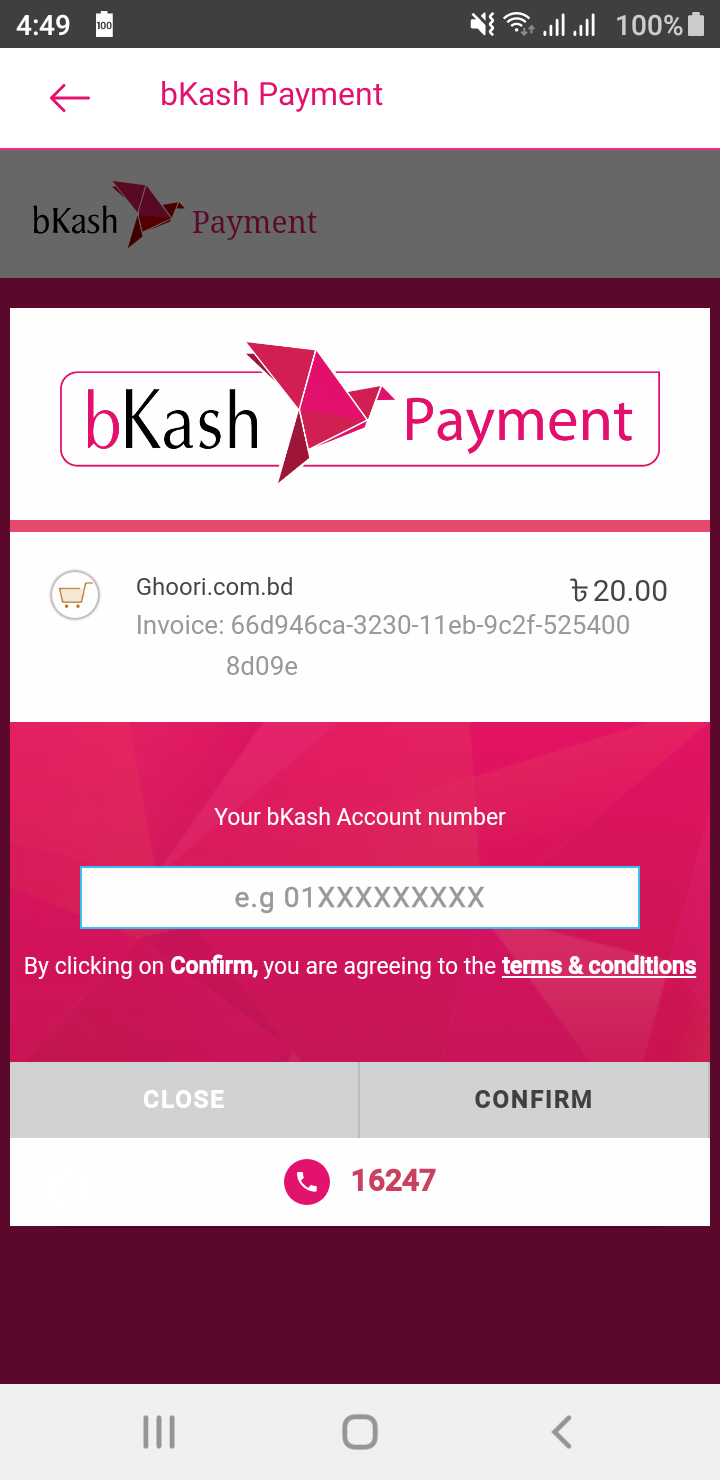 4:49
100
100%
bKash Payment
bKash Payment
bKash Payment
Ghoori.com.bd
৳ 20.00
Invoice: 66d946ca-3230-11eb-9c2f-525400
8d09e
Your bKash Account number
e.g 01XXXXXXXXX
By clicking on Confirm, you are agreeing to the terms & conditions
CLOSE
CONFIRM
16247